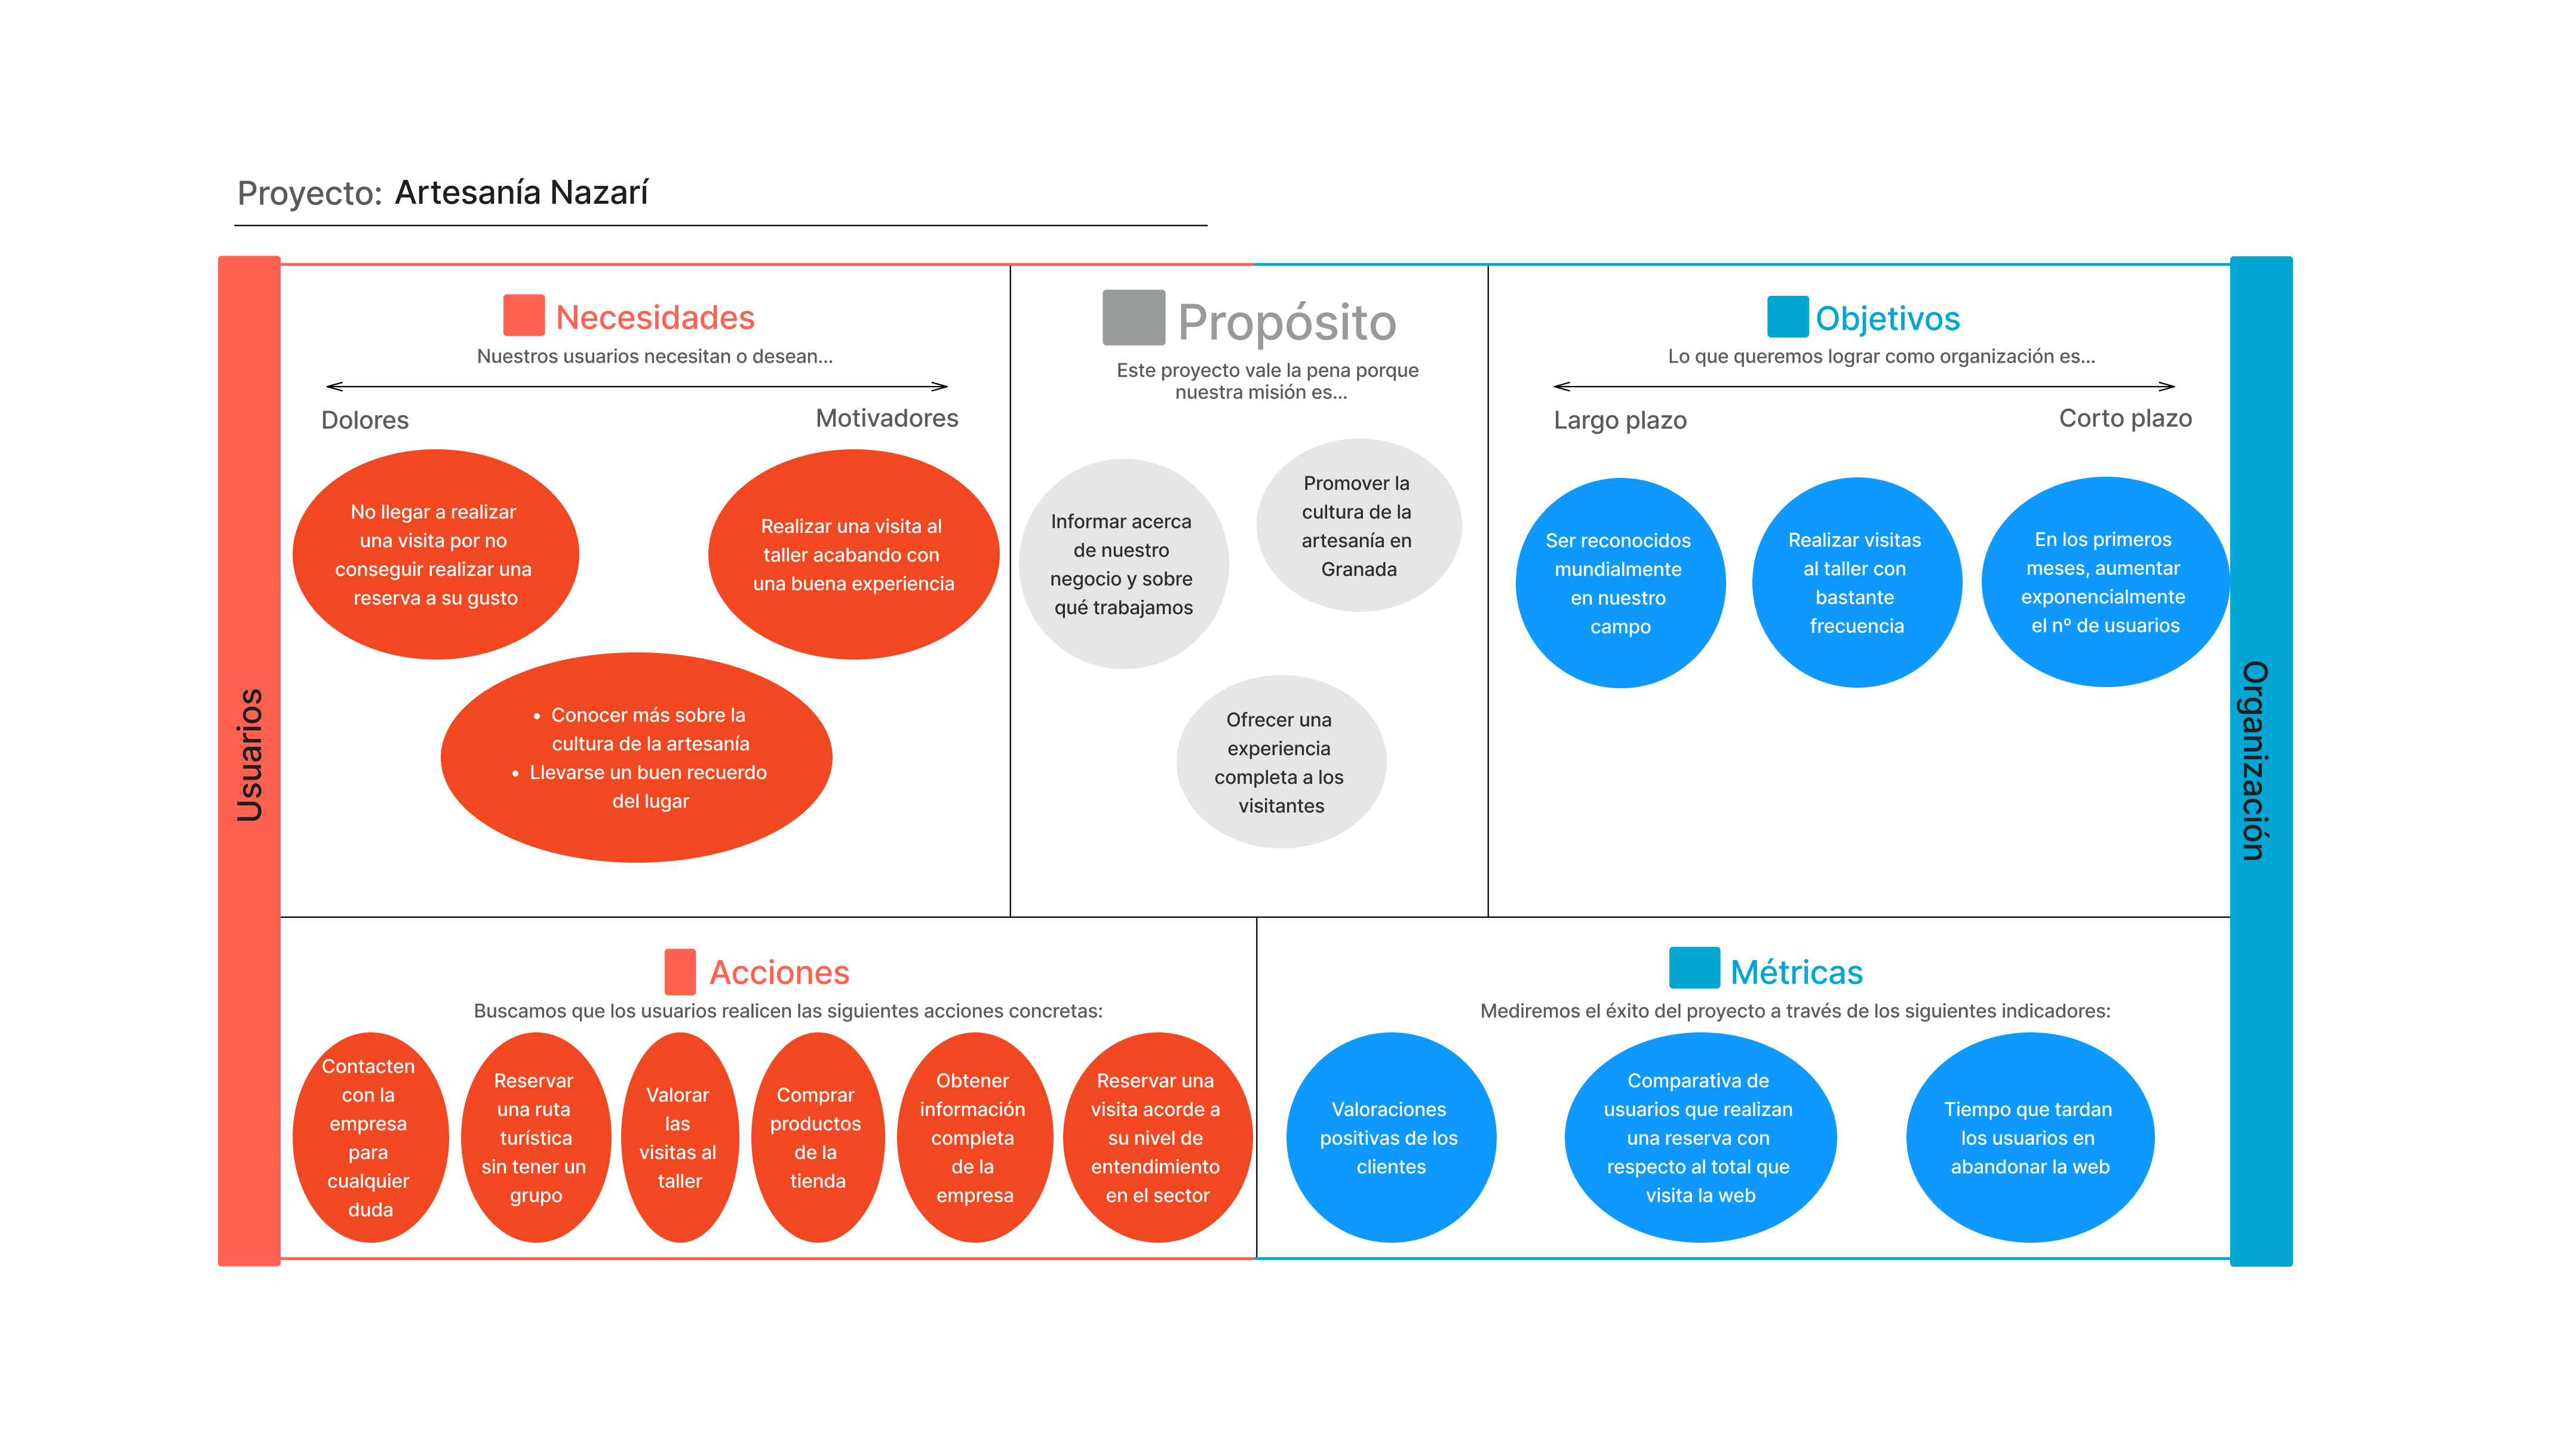 Proyecto: Artesanía Nazarí
Usuarios
Necesidades
Nuestros usuarios necesitan o desean...
Dolores
Motivadores
No llegar a realizar
una visita por no
conseguir realizar una
reserva a su gusto
Realizar una visita al
taller acabando con
una buena experiencia
• Conocer más sobre la
cultura de la artesanía
• Llevarse un buen recuerdo
del lugar
Propósito
Este proyecto vale la pena porque
nuestra misión es...
Informar acerca
de nuestro
negocio y sobre
qué trabajamos
Promover la
cultura de la
artesanía en
Granada
Ofrecer una
experiencia
completa a los
visitantes
Objetivos
Lo que queremos lograr como organización es...
Largo plazo
Corto plazo
Ser reconocidos
mundialmente
en nuestro
campo
Realizar visitas
al taller con
bastante
frecuencia
En los primeros
meses, aumentar
exponencialmente
el nº de usuarios
Organización
Acciones
Buscamos que los usuarios realicen las siguientes acciones concretas:
Contacten
con la
empresa
para
cualquier
duda
Reservar
una ruta
turística
sin tener un
grupo
Valorar
las
visitas al
taller
Comprar
productos
de la
tienda
Obtener
información
completa
de la
empresa
Reservar una
visita acorde a
su nivel de
entendimiento
en el sector
Métricas
Mediremos el éxito del proyecto a través de los siguientes indicadores:
Valoraciones
positivas de los
clientes
Comparativa de
usuarios que realizan
una reserva con
respecto al total que
visita la web
Tiempo que tardan
los usuarios en
abandonar la web